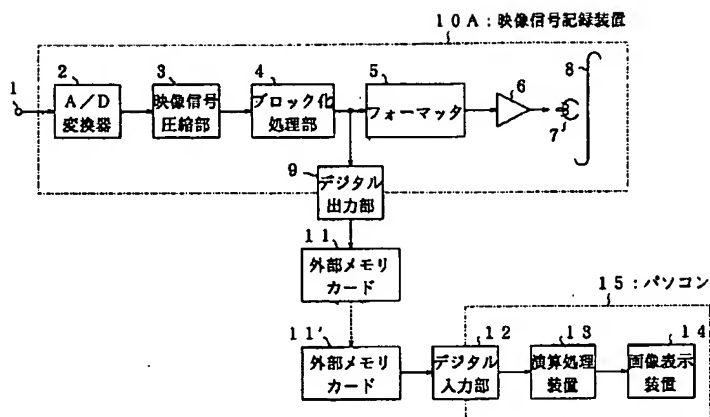 10A:映像信号記録装置
1
2
A/D
変換器
3
映像信号
圧縮部
4
ブロック化
処理部
5
フォーマッタ
6
7
8
9
デジタル
出力部
11
外部メモリ
カード
15:パソコン
11'
外部メモリ
カード
12
デジタル
入力部
13
演算処理
装置
14
画像表示
装置